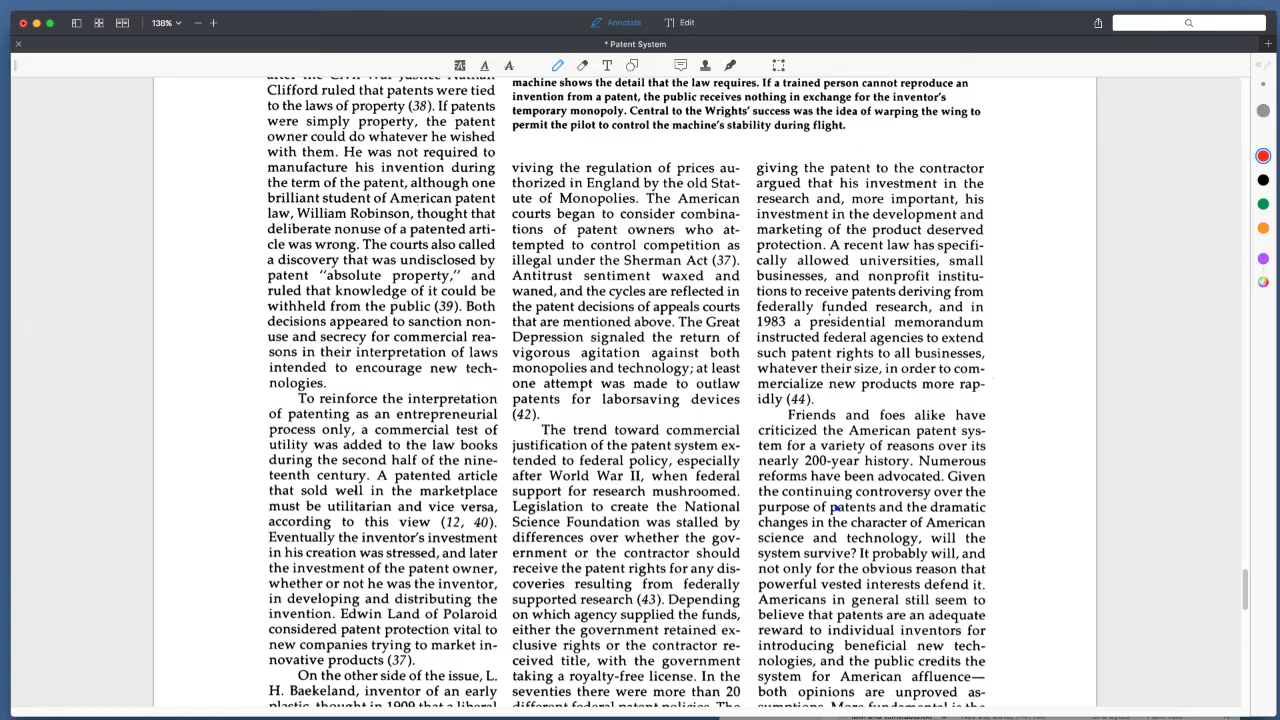 138%
Annotate
Edit
* Patent System
Clifford ruled that patents were tied
to the laws of property (38). If patents
were simply property, the patent
owner could do whatever he wished
with them. He was not required to
manufacture his invention during
the term of the patent, although one
brilliant student of American patent
law, William Robinson, thought that
deliberate nonuse of a patented arti-
cle was wrong. The courts also called
a discovery that was undisclosed by
patent "absolute property," and
ruled that knowledge of it could be
withheld from the public (39). Both
decisions appeared to sanction non-
use and secrecy for commercial rea-
sons in their interpretation of laws
intended to encourage new tech-
nologies.
To reinforce the interpretation
of patenting as an entrepreneurial
process only, a commercial test of
utility was added to the law books
during the second half of the nine-
teenth century. A patented article
that sold well in the marketplace
must be utilitarian and vice versa,
according to this view (12, 40).
Eventually the inventor's investment
in his creation was stressed, and later
the investment of the patent owner,
whether or not he was the inventor,
in developing and distributing the
invention. Edwin Land of Polaroid
considered patent protection vital to
new companies trying to market in-
novative products (37).
On the other side of the issue, L.
H. Baekeland, inventor of an early
plastic, thought in 1909 that a liberal
machine shows the detail that the law requires. If a trained person cannot reproduce an
invention from a patent, the public receives nothing in exchange for the inventor's
temporary monopoly. Central to the Wrights' success was the idea of warping the wing to
permit the pilot to control the machine's stability during flight.
viving the regulation of prices au-
thorized in England by the old Stat-
ute of Monopolies. The American
courts began to consider combina-
tions of patent owners who at-
tempted to control competition as
illegal under the Sherman Act (37).
Antitrust sentiment waxed and
waned, and the cycles are reflected in
the patent decisions of appeals courts
that are mentioned above. The Great
Depression signaled the return of
vigorous agitation against both
monopolies and technology; at least
one attempt was made to outlaw
patents for laborsaving devices
(42).
The trend toward commercial
justification of the patent system ex-
tended to federal policy, especially
after World War II, when federal
support for research mushroomed.
Legislation to create the National
Science Foundation was stalled by
differences over whether the gov-
ernment or the contractor should
receive the patent rights for any dis-
coveries resulting from federally
supported research (43). Depending
on which agency supplied the funds,
either the government retained ex-
clusive rights or the contractor re-
ceived title, with the government
taking a royalty-free license. In the
seventies there were more than 20
different federal patent policies. The
giving the patent to the contractor
argued that his investment in the
research and, more important, his
investment in the development and
marketing of the product deserved
protection. A recent law has specifi-
cally allowed universities, small
businesses, and nonprofit institu-
tions to receive patents deriving from
federally funded research, and in
1983 a presidential memorandum
instructed federal agencies to extend
such patent rights to all businesses,
whatever their size, in order to com-
mercialize new products more rap-
idly (44).
Friends and foes alike have
criticized the American patent sys-
tem for a variety of reasons over its
nearly 200-year history. Numerous
reforms have been advocated. Given
the continuing controversy over the
purpose of patents and the dramatic
changes in the character of American
science and technology, will the
system survive? It probably will, and
not only for the obvious reason that
powerful vested interests defend it.
Americans in general still seem to
believe that patents are an adequate
reward to individual inventors for
introducing beneficial new tech-
nologies, and the public credits the
system for American affluence—
both opinions are unproved as-
sumptions. More fundamental is the